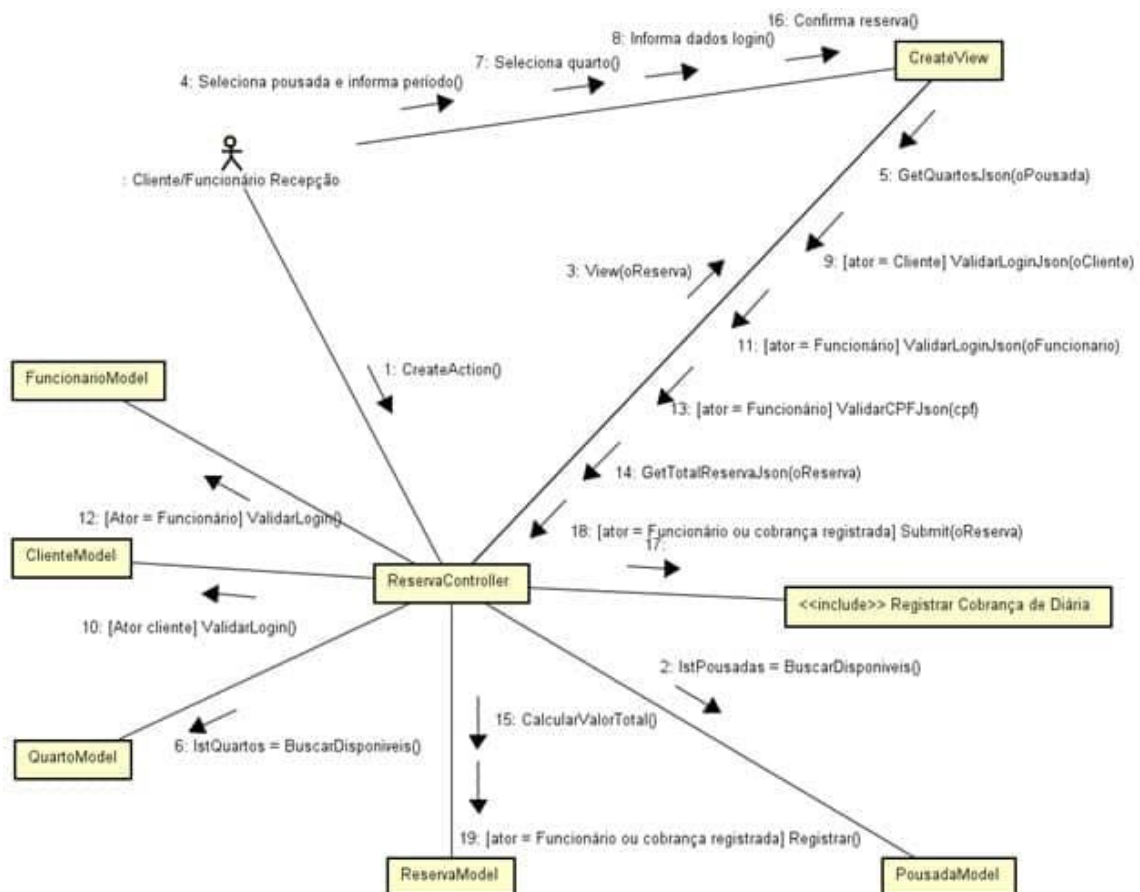 16: Confirma reserva()
8: Informa dados login()
7: Seleciona quarto()
CreateView
4: Seleciona pousada e informa período()
: Cliente/Funcionário Recepção
5: GetQuartosJson(oPousada)
9: [ator = Cliente] ValidarLoginJson(oCliente)
3: View(oReserva)
11: [ator = Funcionário] ValidarLoginJson(oFuncionario)
1: CreateAction()
FuncionarioModel
13: [ator = Funcionário] ValidarCPFJson(cpf)
14: GetTotalReservaJson(oReserva)
12: [Ator = Funcionário] ValidarLogin()
18: [ator = Funcionário ou cobrança registrada] Submit(oReserva)
17:
ClienteModel
ReservaController
<<include>> Registrar Cobrança de Diária
10: [Ator cliente] ValidarLogin()
2: lstPousadas = BuscarDisponiveis()
15: CalcularValorTotal()
QuartoModel
6: lstQuartos = BuscarDisponiveis()
19: [ator = Funcionário ou cobrança registrada] Registrar()
ReservaModel
PousadaModel